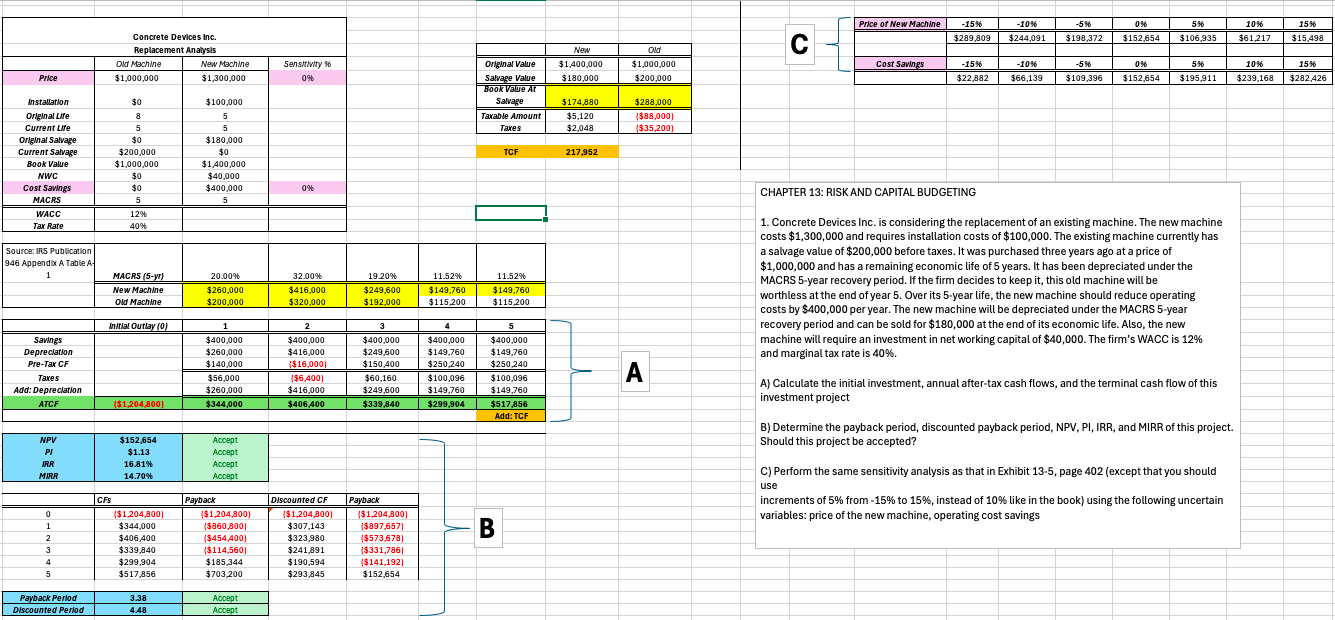 Concrete Devices Inc.
Replacement Analysis
Old Machine New Machine Sensitivity %
Price $1,000,000 $1,300,000 0%
Installation $0 $100,000
Original Life 8 5
Current Life 5 5
Original Salvage $0 $180,000
Current Salvage $200,000 $0
Book Value $1,000,000 $1,400,000
NWC $0 $40,000
Cost Savings $0 $400,000 0%
MACRS 5 5
WACC 12%
Tax Rate 40%
New Old
Original Value $1,400,000 $1,000,000
Salvage Value $180,000 $200,000
Book Value At
Salvage $174,880 $288,000
Taxable Amount $5,120 ($88,000)
Taxes $2,048 ($35,200)
TCF 217,952
C
Price of New Machine -15% -10% -5% 0% 5% 10% 15%
$289,809 $244,091 $198,372 $152,654 $106,935 $61,217 $15,498
Cost Savings -15% -10% -5% 0% 5% 10% 15%
$22,882 $66,139 $109,396 $152,654 $195,911 $239,168 $282,426
Source: IRS Publication
946 Appendix A Table A-
1 MACRS (5-yr) 20.00% 32.00% 19.20% 11.52% 11.52%
New Machine $260,000 $416,000 $249,600 $149,760 $149,760
Old Machine $200,000 $320,000 $192,000 $115,200 $115,200
Initial Outlay (0) 1 2 3 4 5
Savings $400,000 $400,000 $400,000 $400,000 $400,000
Depreciation $260,000 $416,000 $249,600 $149,760 $149,760
Pre-Tax CF $140,000 ($16,000) $150,400 $250,240 $250,240
Taxes $56,000 ($6,400) $60,160 $100,096 $100,096
Add: Depreciation $260,000 $416,000 $249,600 $149,760 $149,760
ATCF ($1,204,800) $344,000 $406,400 $339,840 $299,904 $517,856
Add: TCF
A
NPV $152,654 Accept
PI $1.13 Accept
IRR 16.81% Accept
MIRR 14.70% Accept
CFs Payback Discounted CF Payback
0 ($1,204,800) ($1,204,800) ($1,204,800) ($1,204,800)
1 $344,000 ($860,800) $307,143 ($897,657)
2 $406,400 ($454,400) $323,980 ($573,678)
3 $339,840 ($114,560) $241,891 ($331,786)
4 $299,904 $185,344 $190,594 ($141,192)
5 $517,856 $703,200 $293,845 $152,654
Payback Period 3.38 Accept
Discounted Period 4.48 Accept
B
CHAPTER 13: RISK AND CAPITAL BUDGETING
1. Concrete Devices Inc. is considering the replacement of an existing machine. The new machine
costs $1,300,000 and requires installation costs of $100,000. The existing machine currently has
a salvage value of $200,000 before taxes. It was purchased three years ago at a price of
$1,000,000 and has a remaining economic life of 5 years. It has been depreciated under the
MACRS 5-year recovery period. If the firm decides to keep it, this old machine will be
worthless at the end of year 5. Over its 5-year life, the new machine should reduce operating
costs by $400,000 per year. The new machine will be depreciated under the MACRS 5-year
recovery period and can be sold for $180,000 at the end of its economic life. Also, the new
machine will require an investment in net working capital of $40,000. The firm's WACC is 12%
and marginal tax rate is 40%.
A) Calculate the initial investment, annual after-tax cash flows, and the terminal cash flow of this
investment project
B) Determine the payback period, discounted payback period, NPV, PI, IRR, and MIRR of this project.
Should this project be accepted?
C) Perform the same sensitivity analysis as that in Exhibit 13-5, page 402 (except that you should
use
increments of 5% from -15% to 15%, instead of 10% like in the book) using the following uncertain
variables: price of the new machine, operating cost savings